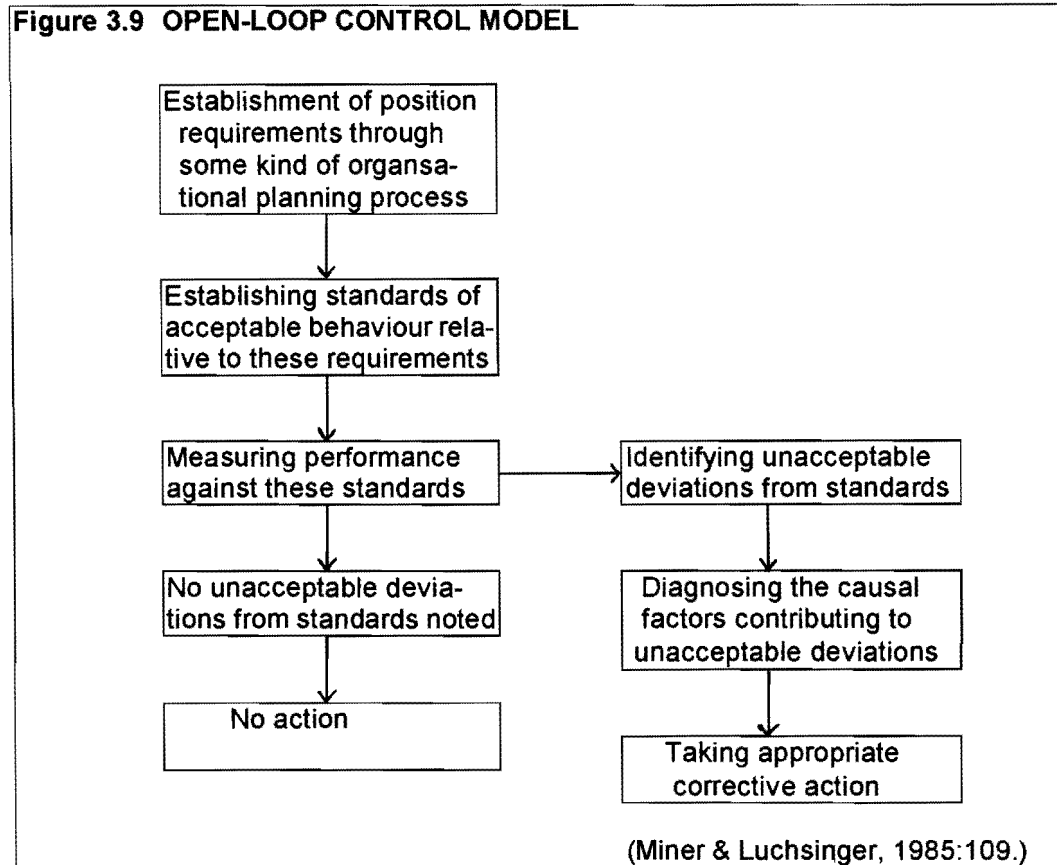 Figure 3.9 OPEN-LOOP CONTROL MODEL
Establishment of position
requirements through
some kind of organsa-
tional planning process
Establishing standards of
acceptable behaviour rela-
tive to these requirements
Measuring performance
against these standards
Identifying unacceptable
deviations from standards
No unacceptable devia-
tions from standards noted
Diagnosing the causal
factors contributing to
unacceptable deviations
No action
Taking appropriate
corrective action
(Miner & Luchsinger, 1985:109.)